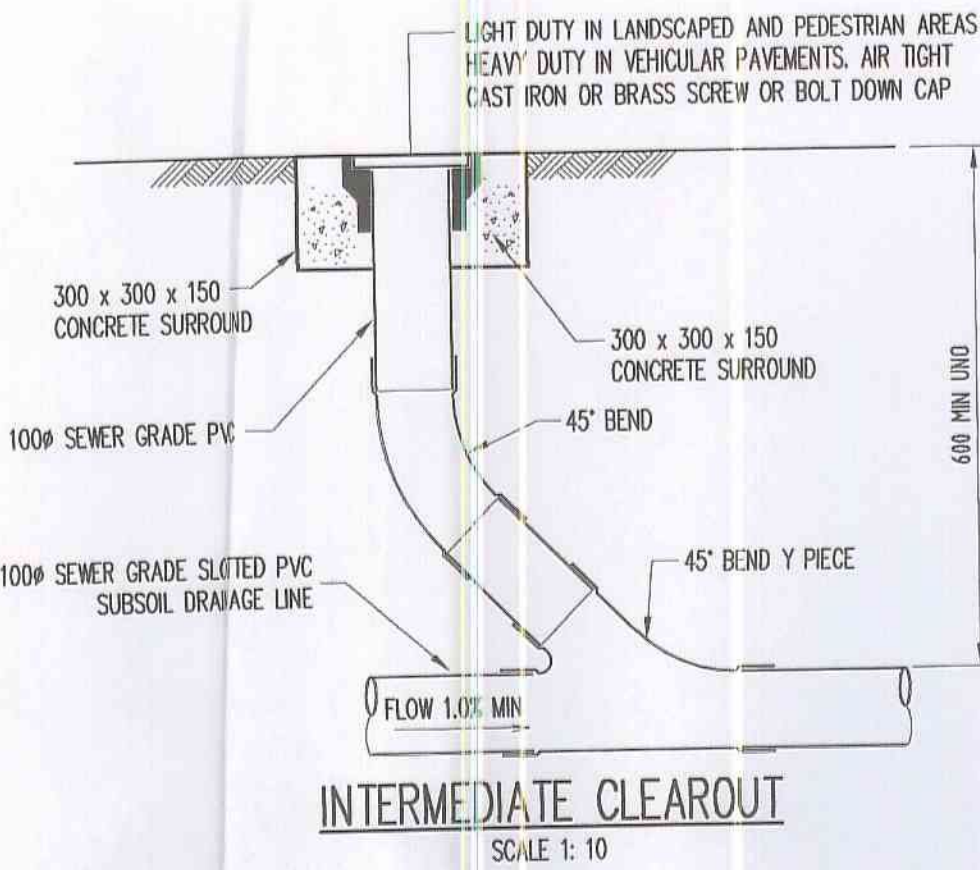 LIGHT DUTY IN LANDSCAPED AND PEDESTRIAN AREAS
HEAVY DUTY IN VEHICULAR PAVEMENTS. AIR TIGHT
CAST IRON OR BRASS SCREW OR BOLT DOWN CAP
300 x 300 x 150
CONCRETE SURROUND
300 x 300 x 150
CONCRETE SURROUND
100ø SEWER GRADE PVC
45° BEND
600 MIN UNO
100ø SEWER GRADE SLOTTED PVC
SUBSOIL DRAINAGE LINE
45° BEND Y PIECE
FLOW 1.0% MIN
INTERMEDIATE CLEAROUT
SCALE 1: 10